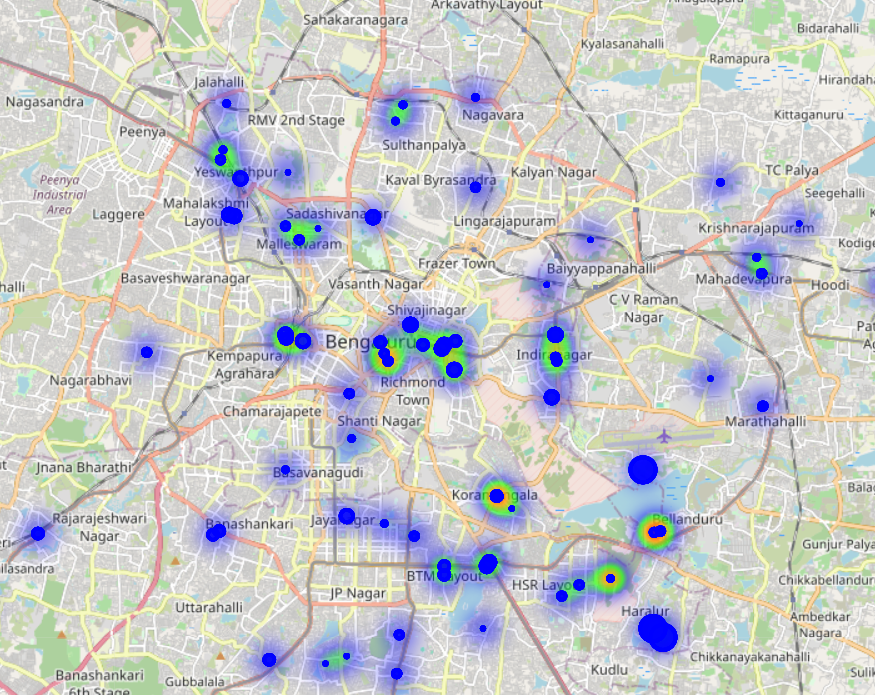 Arkavathy Layout
Sahakaranagara
Bidarahalli
Kyalasanahalli
Ramapura
Jalahalli
Nagasandra
Hirandaha
Kittaganuru
RMV 2nd Stage
Nagavara
Peenya
Sulthanpalya
Yeswanthpur
Kalyan Nagar
TC Palya
Kaval Byrasandra
Peenya
Industrial
Area
Seegehalli
Mahalakshmi
Layout
Laggere
Sadashivanagar
Lingarajapuram
Krishnarajapuram
Malleswaram
Kodige
Frazer Town
Baiyyappanahalli
Basaveshwaranagar
Mahadevapura
Vasanth Nagar
Hoodi
halli
C V Raman
Nagar
Shivajinagar
Bengaluru
Indiranagar
Kempapura
Agrahara
Nagarabhavi
Richmond
Town
Chamarajapete
Shanti Nagar
Marathahalli
Jnana Bharathi
Basavanagudi
Koramangala
Balag
Rajarajeshwari
Nagar
Banashankari
Jayanagar
Bellanduru
Gunjur Palya
BTM Layout
HSR Layout
Chikkabellandur
JP Nagar
Uttarahalli
Haralur
Ambedkar
Nagara
Chikkanayakanahalli
Kudlu
Gubbalala
Banashankari
6th Stage